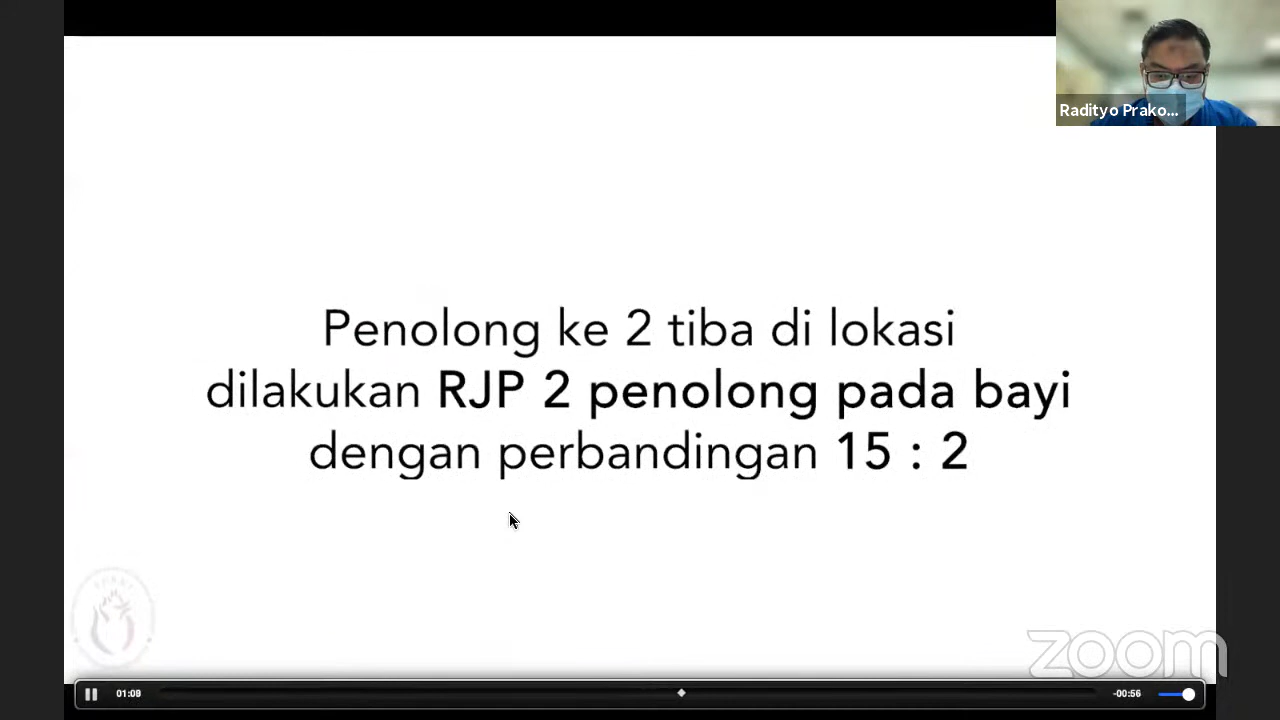 Radityo Prako...
Penolong ke 2 tiba di lokasi
dilakukan RJP 2 penolong pada bayi
dengan perbandingan 15 : 2
zoom
01:09
-00:56